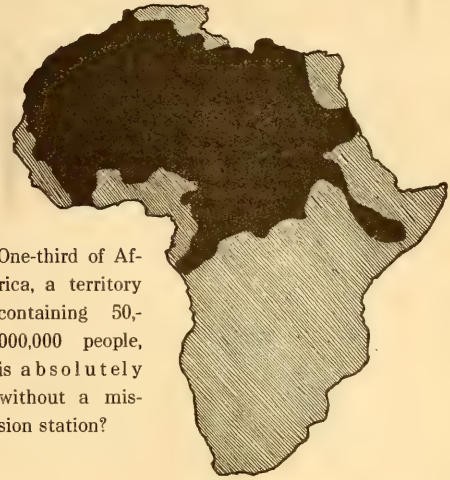 One-third of Af-
rica, a territory
containing 50,-
000,000 people,
is absolutely
without a mis-
sion station?